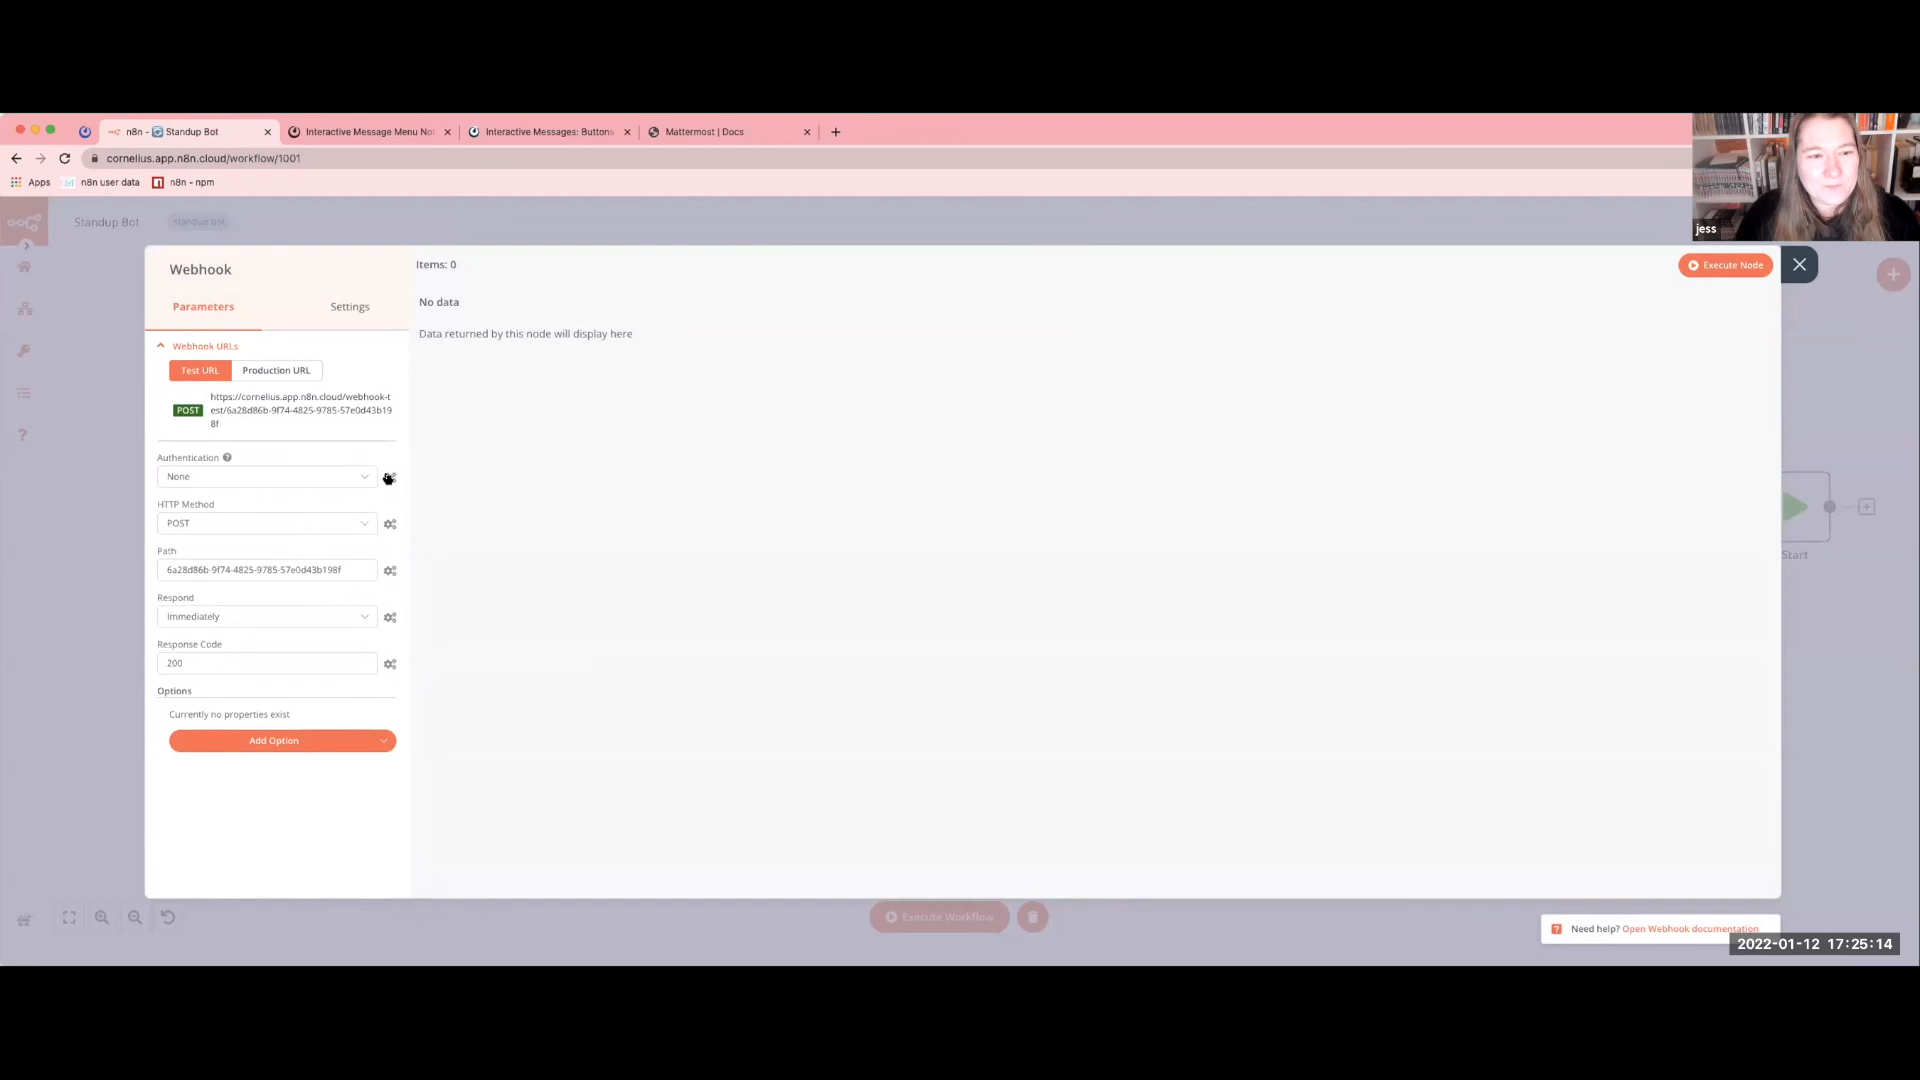 n8n - Standup Bot
Interactive Message Menu Not
Interactive Messages: Buttons
Mattermost | Docs
cornelius.app.n8n.cloud/workflow/1001
Apps
n8n user data
n8n - npm
jess
Standup Bot
standup bot
Webhook
Items: 0
Execute Node
Parameters
Settings
No data
Data returned by this node will display here
Webhook URLs
Test URL
Production URL
POST
https://cornelius.app.n8n.cloud/webhook-t
est/6a28d86b-9f74-4825-9785-57e0d43b19
8f
Authentication
None
HTTP Method
POST
Path
6a28d86b-9f74-4825-9785-57e0d43b198f
Respond
Immediately
Response Code
200
Options
Currently no properties exist
Add Option
Start
Execute Workflow
Need help? Open Webhook documentation
2022-01-12 17:25:14